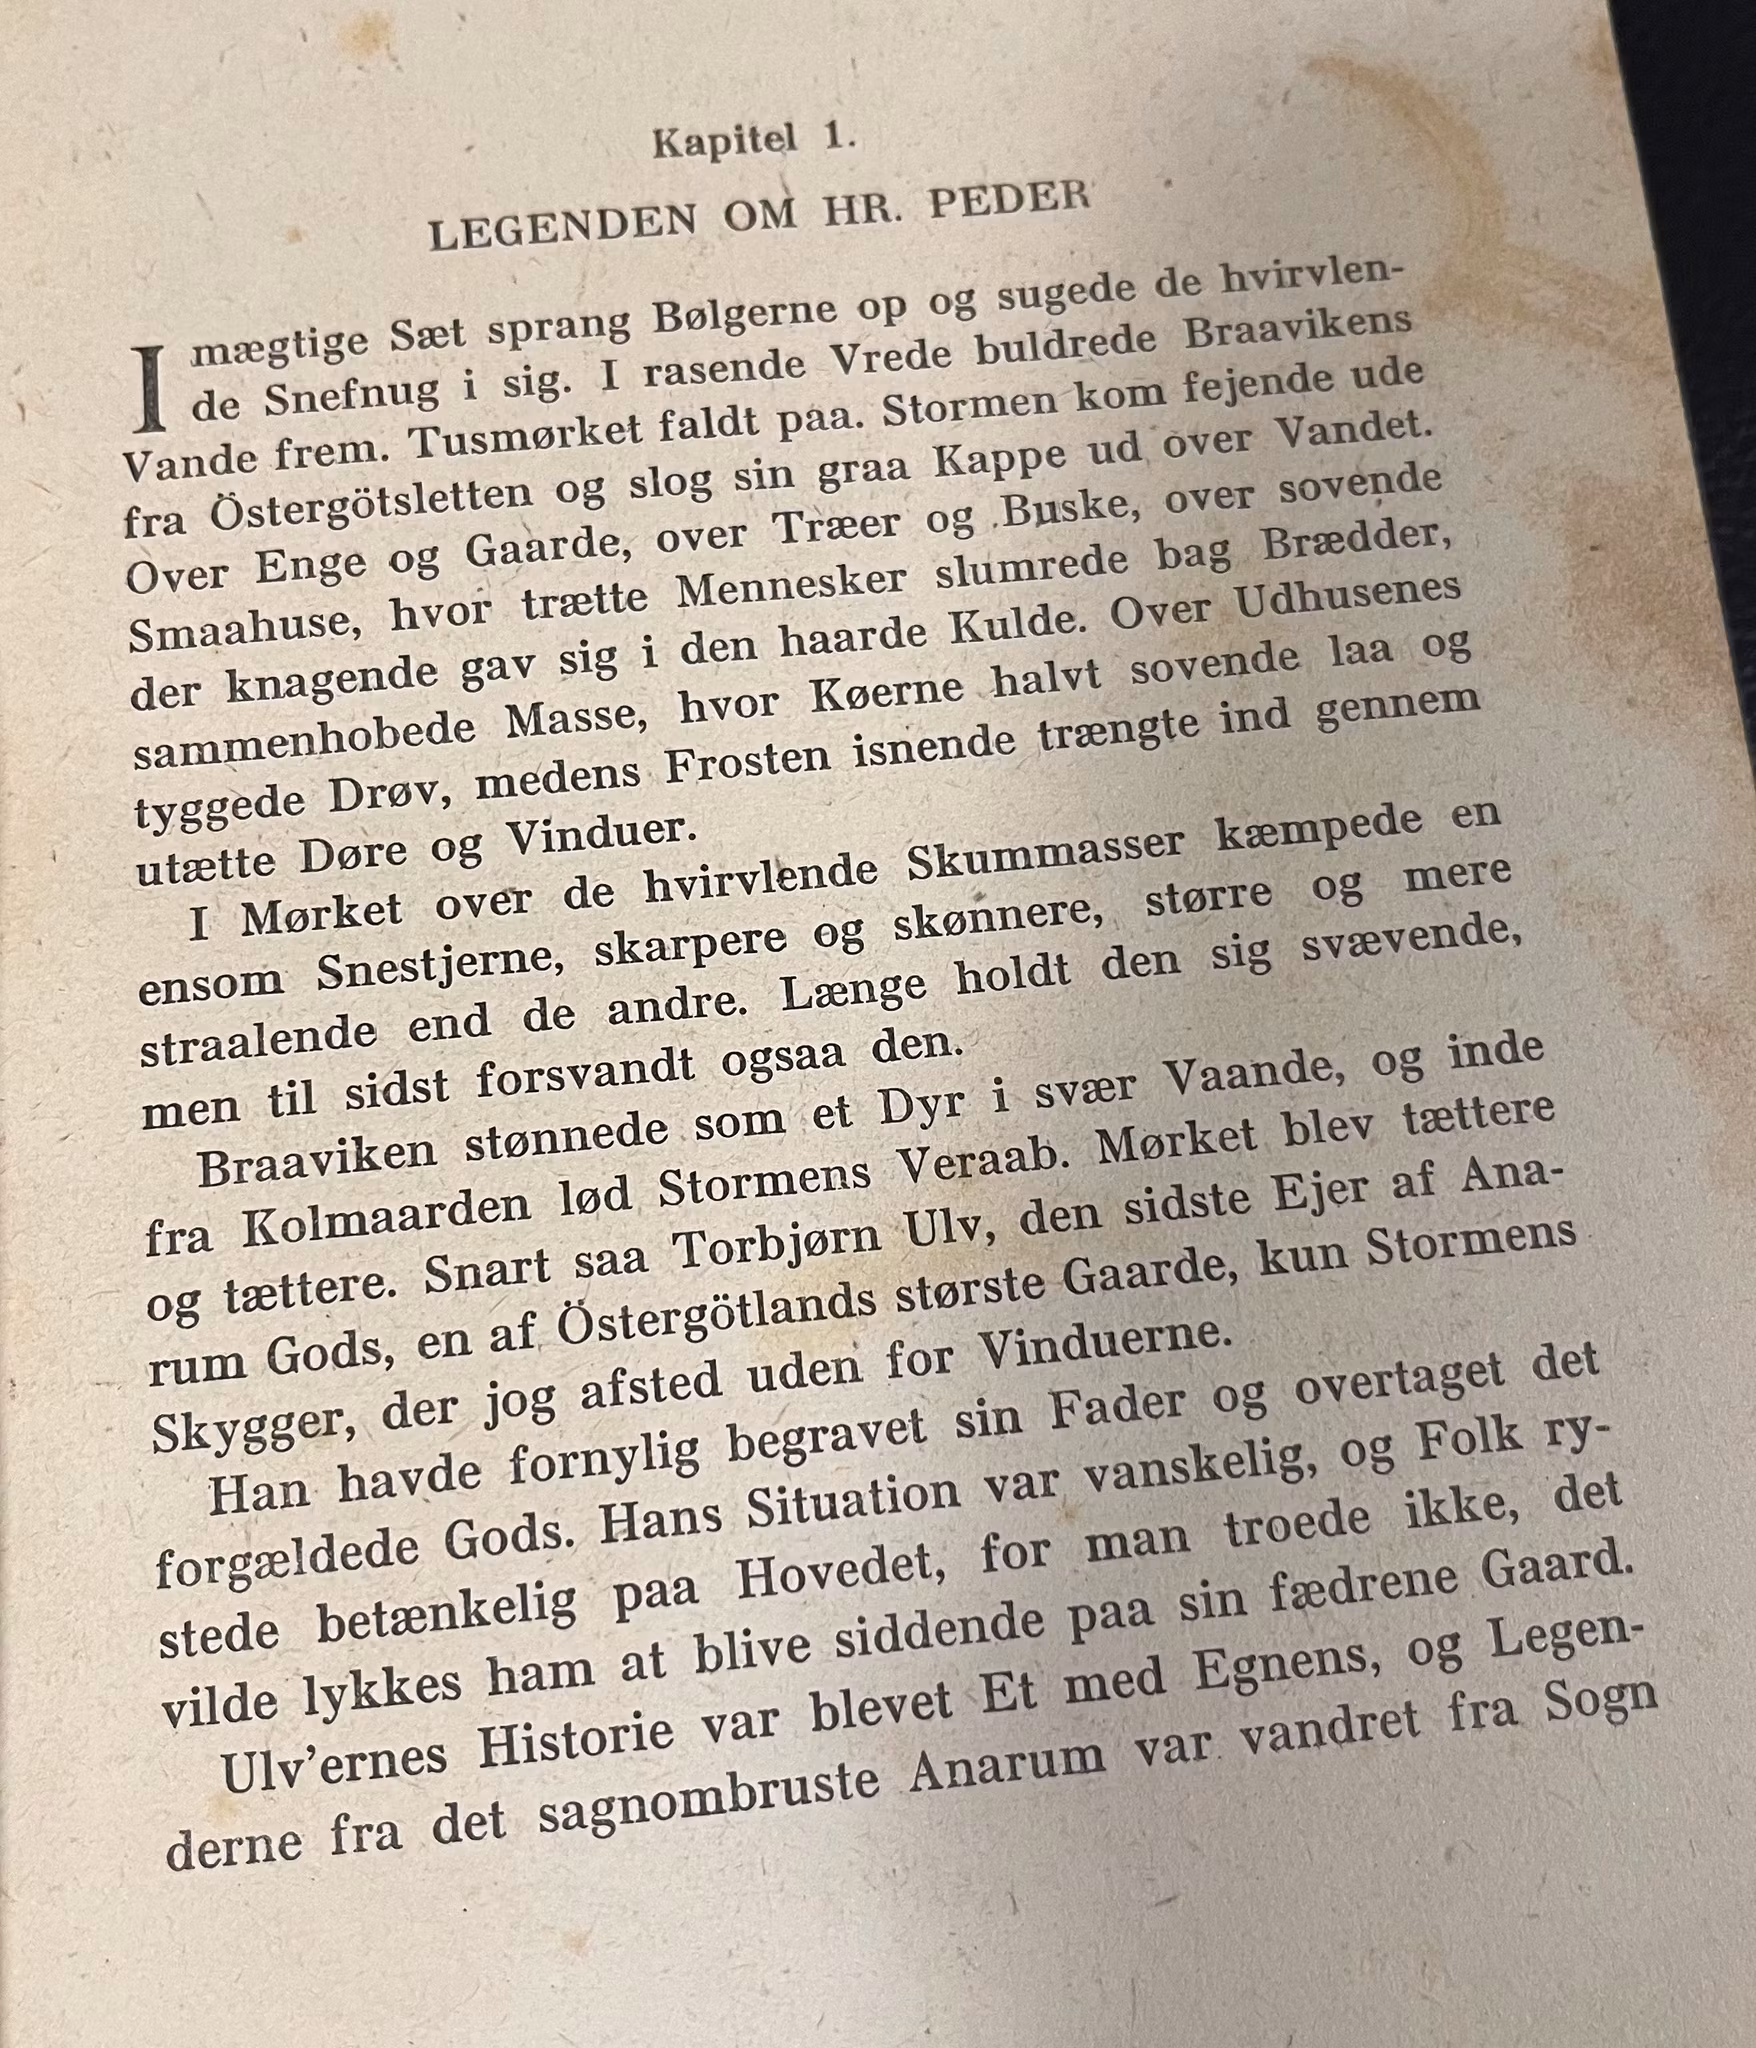 Kapitel 1.
LEGENDEN OM HR. PEDER
I mægtige Sæt sprang Bølgerne op og sugede de hvirvlen-
de Snefnug i sig. I rasende Vrede buldrede Braavikens
Vande frem. Tusmørket faldt paa. Stormen kom fejende ude
fra Östergötsletten og slog sin graa Kappe ud over Vandet.
Over Enge og Gaarde, over Træer og Buske, over sovende
Smaahuse, hvor trætte Mennesker slumrede bag Brædder,
der knagende gav sig i den haarde Kulde. Over Udhusenes
sammenhobede Masse, hvor Køerne halvt sovende laa og
tyggede Drøv, medens Frosten isnende trængte ind gennem
utætte Døre og Vinduer.
I Mørket over de hvirvlende Skummasser kæmpede en
ensom Snestjerne, skarpere og skønnere, større og mere
straalende end de andre. Længe holdt den sig svævende,
men til sidst forsvandt ogsaa den.
Braaviken stønnede som et Dyr i svær Vaande, og inde
fra Kolmaarden lød Stormens Veraab. Mørket blev tættere
og tættere. Snart saa Torbjørn Ulv, den sidste Ejer af Ana-
rum Gods, en af Östergötlands største Gaarde, kun Stormens
Skygger, der jog afsted uden for Vinduerne.
Han havde fornylig begravet sin Fader og overtaget det
forgældede Gods. Hans Situation var vanskelig, og Folk ry-
stede betænkelig paa Hovedet, for man troede ikke, det
vilde lykkes ham at blive siddende paa sin fædrene Gaard.
Ulv'ernes Historie var blevet Et med Egnens, og Legen-
derne fra det sagnombruste Anarum var vandret fra Sogn